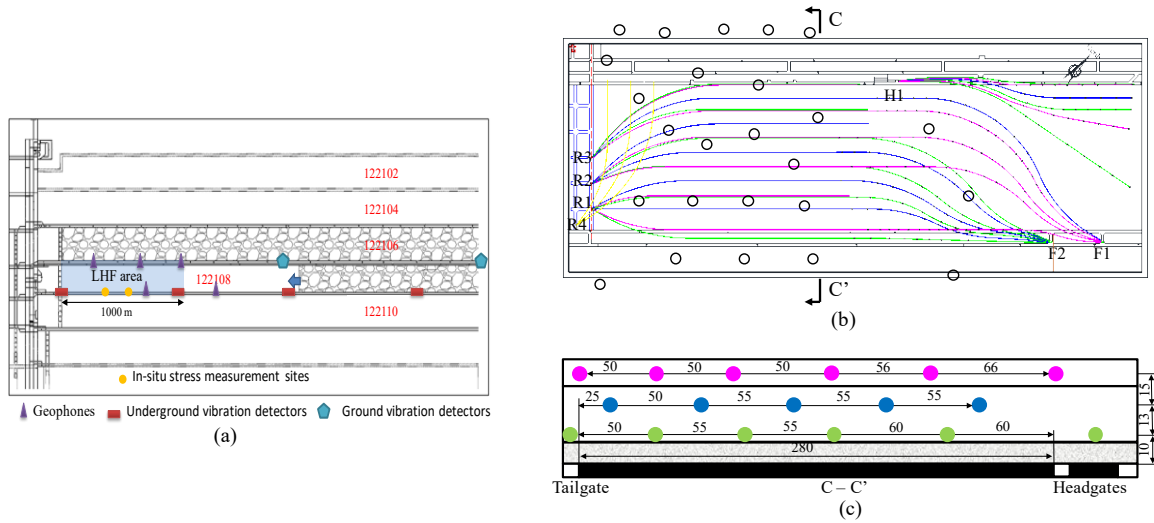 122102
122104
122106
LHF area
122108
1000 m
122110
In-situ stress measurement sites
Geophones
Underground vibration detectors
Ground vibration detectors
(a)
C
H1
R3
R2
R1
R4
F2
F1
C'
(b)
50
50
50
56
66
15
25
50
55
55
55
13
50
55
55
60
60
10
280
Tailgate
C – C'
Headgates
(c)